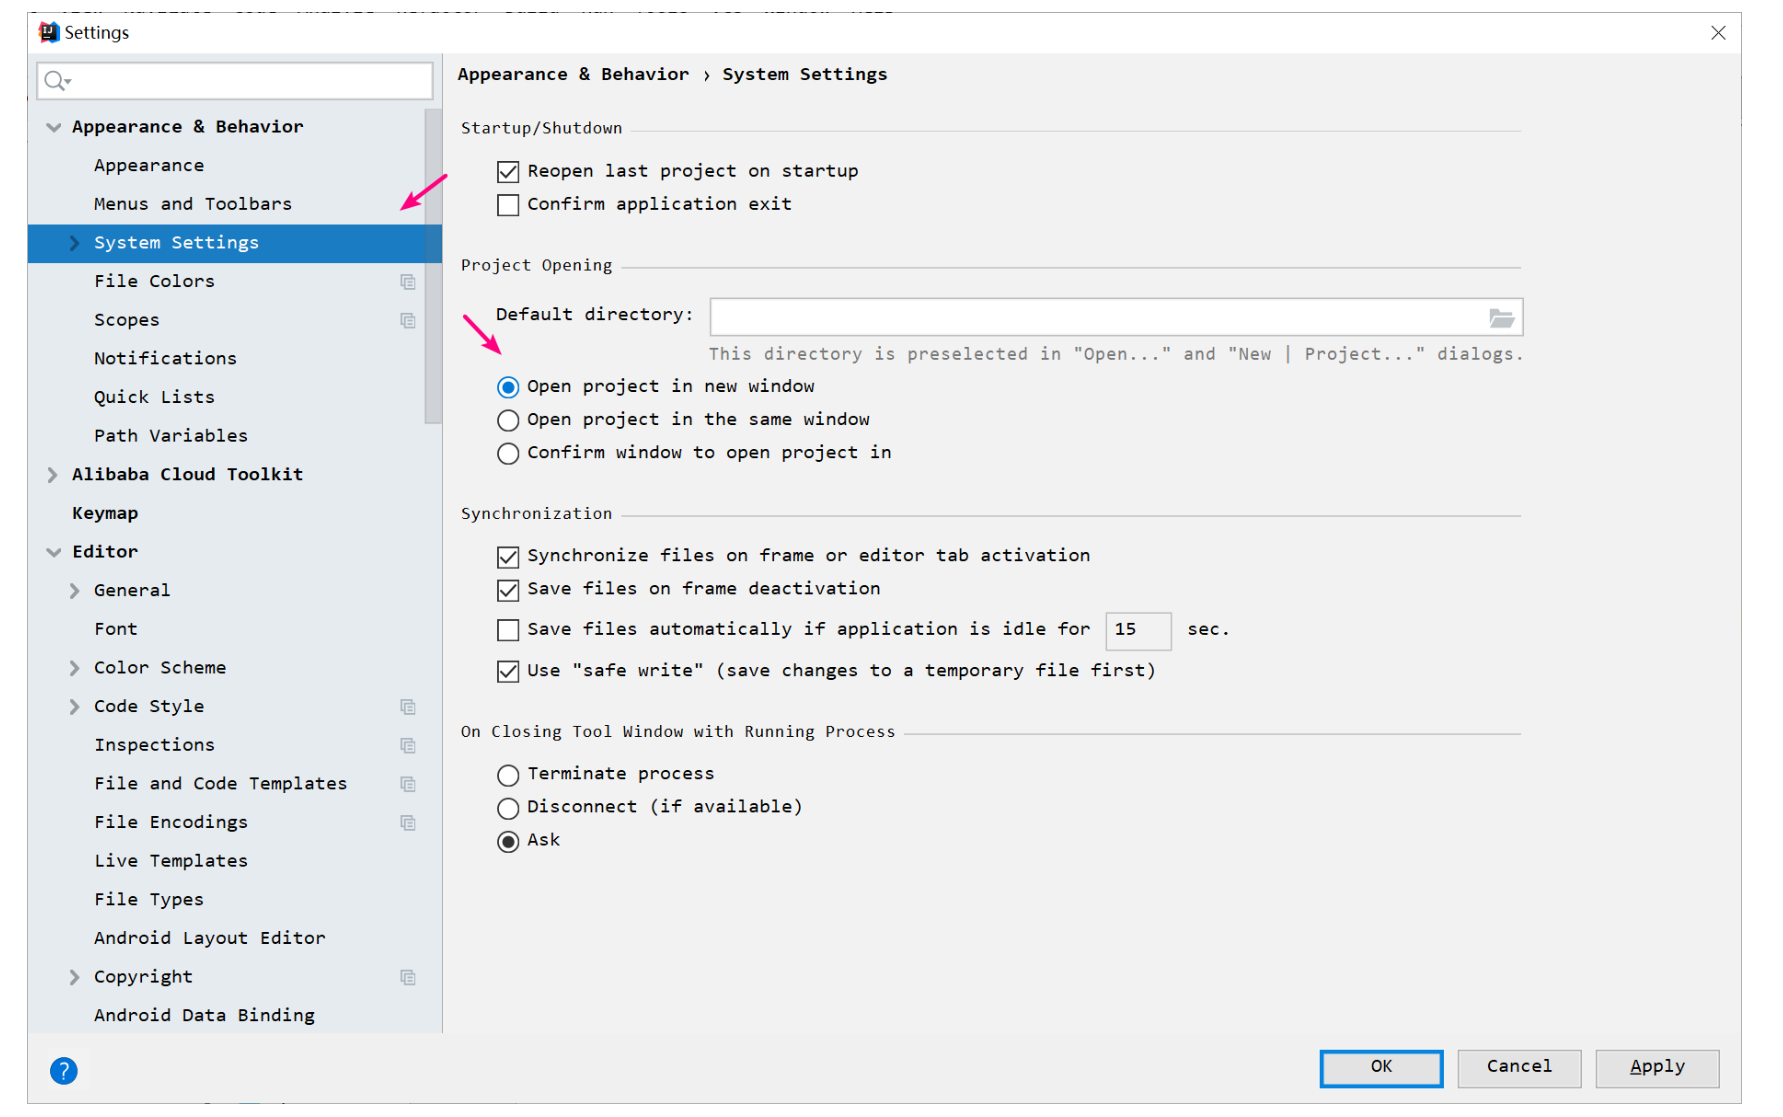 Settings
Appearance & Behavior
Appearance
Menus and Toolbars
System Settings
File Colors
Scopes
Notifications
Quick Lists
Path Variables
Alibaba Cloud Toolkit
Keymap
Editor
General
Font
Color Scheme
Code Style
Inspections
File and Code Templates
File Encodings
Live Templates
File Types
Android Layout Editor
Copyright
Android Data Binding
Appearance & Behavior › System Settings
Startup/Shutdown
Reopen last project on startup
Confirm application exit
Project Opening
Default directory:
This directory is preselected in "Open..." and "New | Project..." dialogs.
Open project in new window
Open project in the same window
Confirm window to open project in
Synchronization
Synchronize files on frame or editor tab activation
Save files on frame deactivation
Save files automatically if application is idle for 15 sec.
Use "safe write" (save changes to a temporary file first)
On Closing Tool Window with Running Process
Terminate process
Disconnect (if available)
Ask
?
OK Cancel Apply